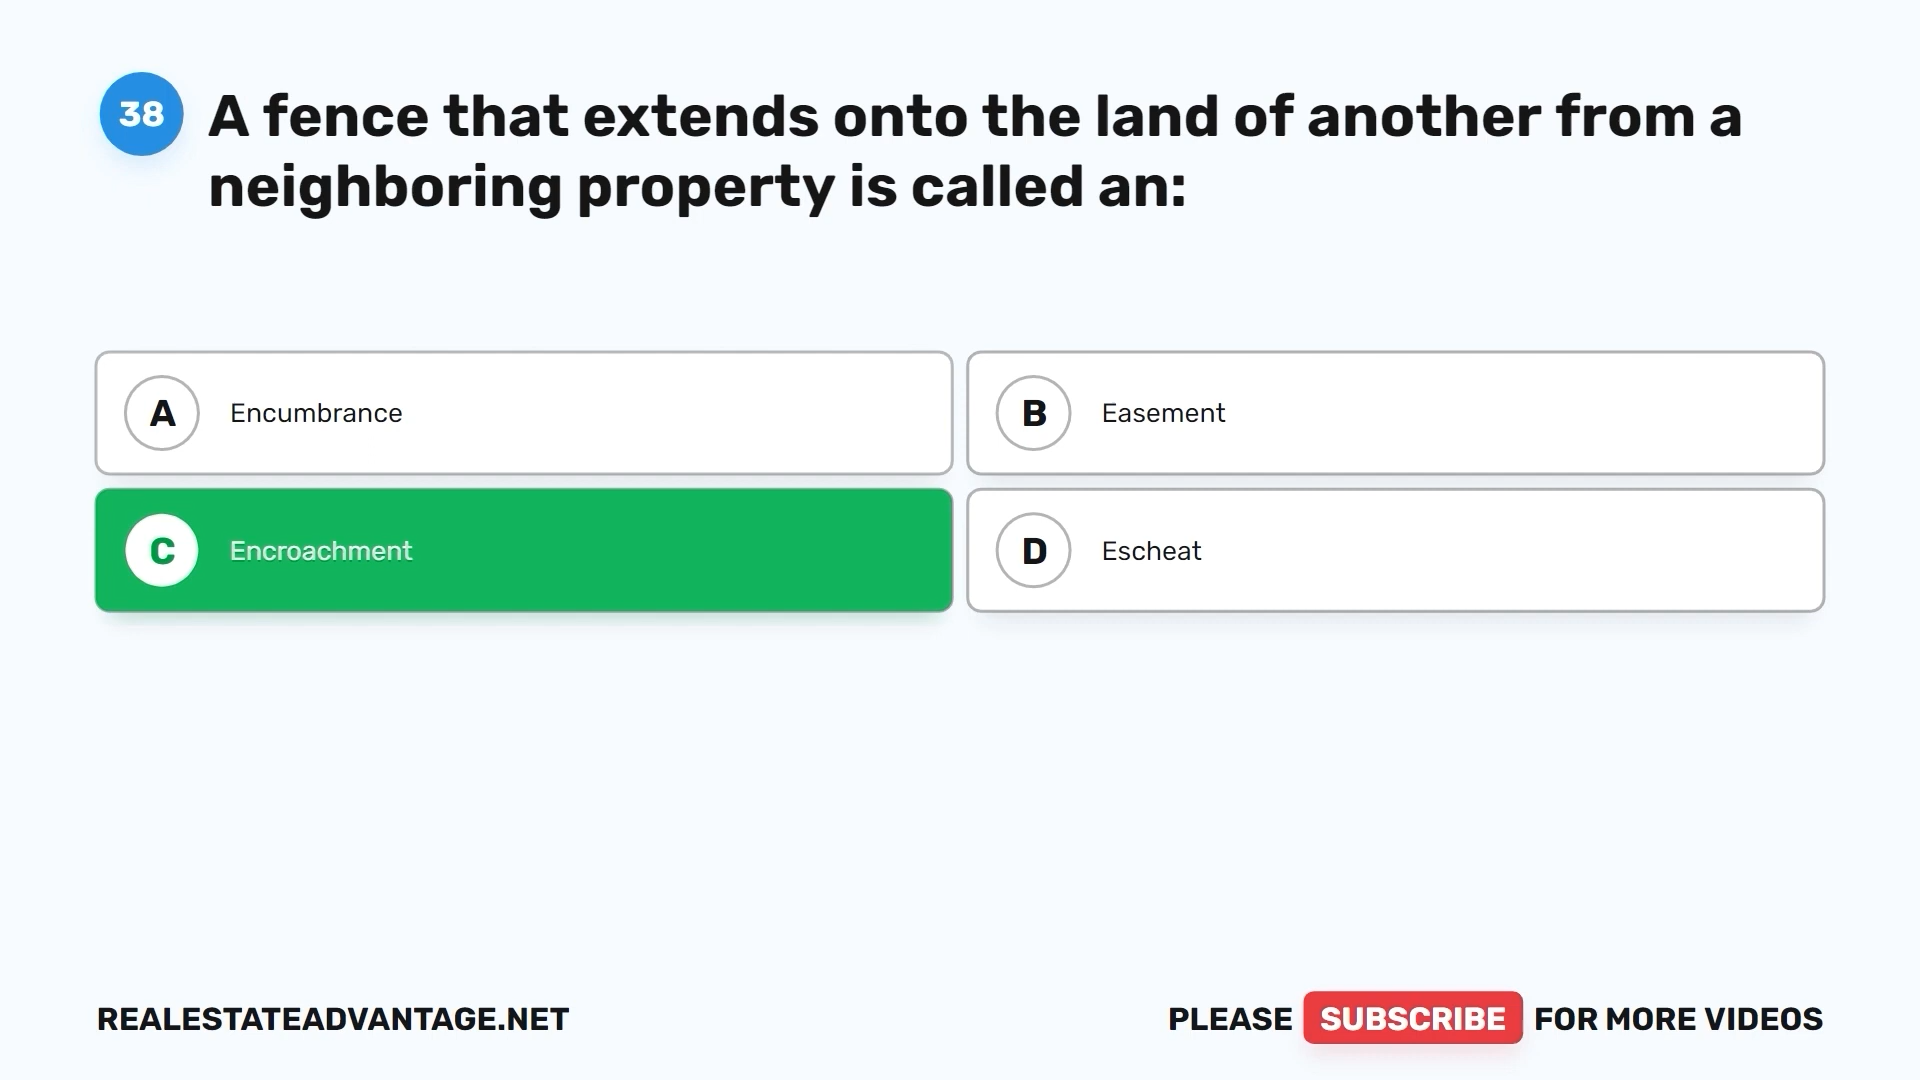 38
A fence that extends onto the land of another from a
neighboring property is called an:
A Encumbrance
B Easement
C Encroachment
D Escheat
REALESTATEADVANTAGE.NET
PLEASE SUBSCRIBE FOR MORE VIDEOS